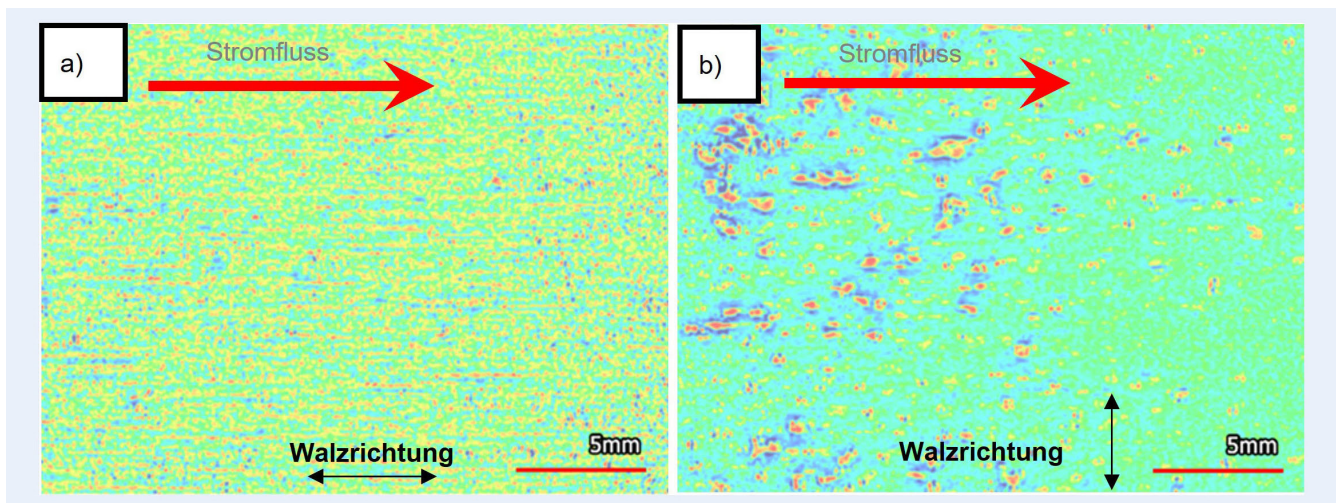 a)
Stromfluss
Walzrichtung
5mm
b)
Stromfluss
Walzrichtung
5mm